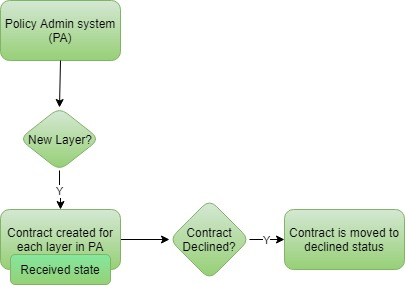 Policy Admin system
(PA)
New Layer?
Y
Contract created for
each layer in PA
Received state
Contract
Declined?
Y
Contract is moved to
declined status